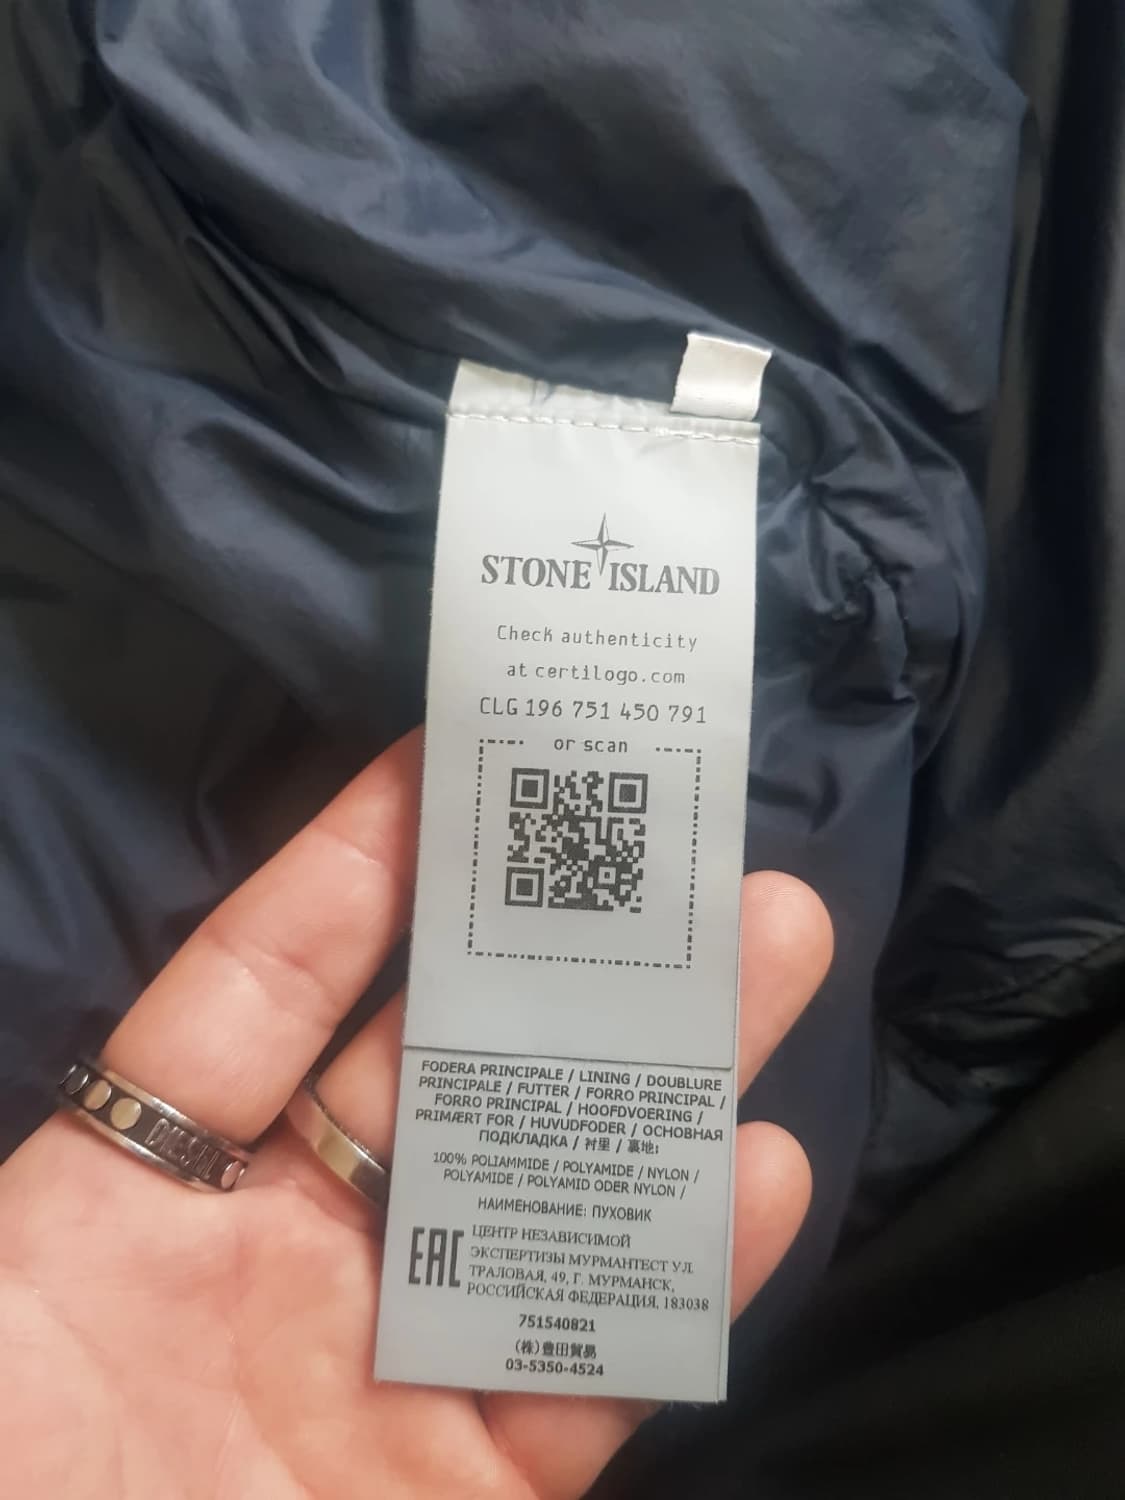 STONE ISLAND
Check authenticity
at certilogo.com
CLG 196 751 450 791
or scan
FODERA PRINCIPALE / LINING / DOUBLURE
PRINCIPALE / FUTTER / FORRO PRINCIPAL /
FORRO PRINCIPAL / HOOFDVOERING /
PRIMÆRT FOR / HUVUDFODER / ОСНОВНАЯ
ПОДКЛАДКА / 衬里 / 裏地:
100% POLIAMMIDE / POLYAMIDE / NYLON /
POLYAMIDE / POLYAMID ODER NYLON /
НАИМЕНОВАНИЕ: ПУХОВИК
EAC
ЦЕНТР НЕЗАВИСИМОЙ
ЭКСПЕРТИЗЫ МУРМАНТЕСТ УЛ.
ТРАЛОВАЯ, 49, Г. МУРМАНСК,
РОССИЙСКАЯ ФЕДЕРАЦИЯ, 183038
751540821
(株)豊田貿易
03-5350-4524
DIESEL